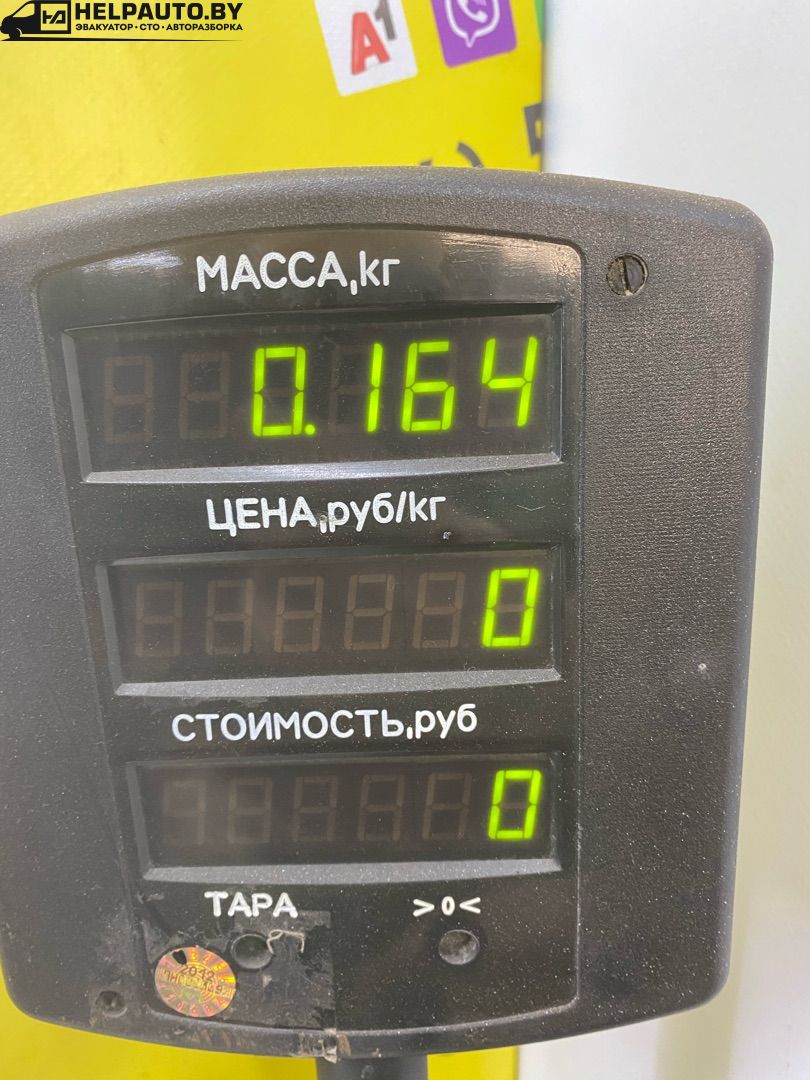 HELPAUTO.BY
ЭВАКУАТОР • СТО • АВТОРАЗБОРКА
A1
МАССА,кг
0.164
ЦЕНА,руб/кг
0
СТОИМОСТЬ,руб
0
ТАРА >0<
2012